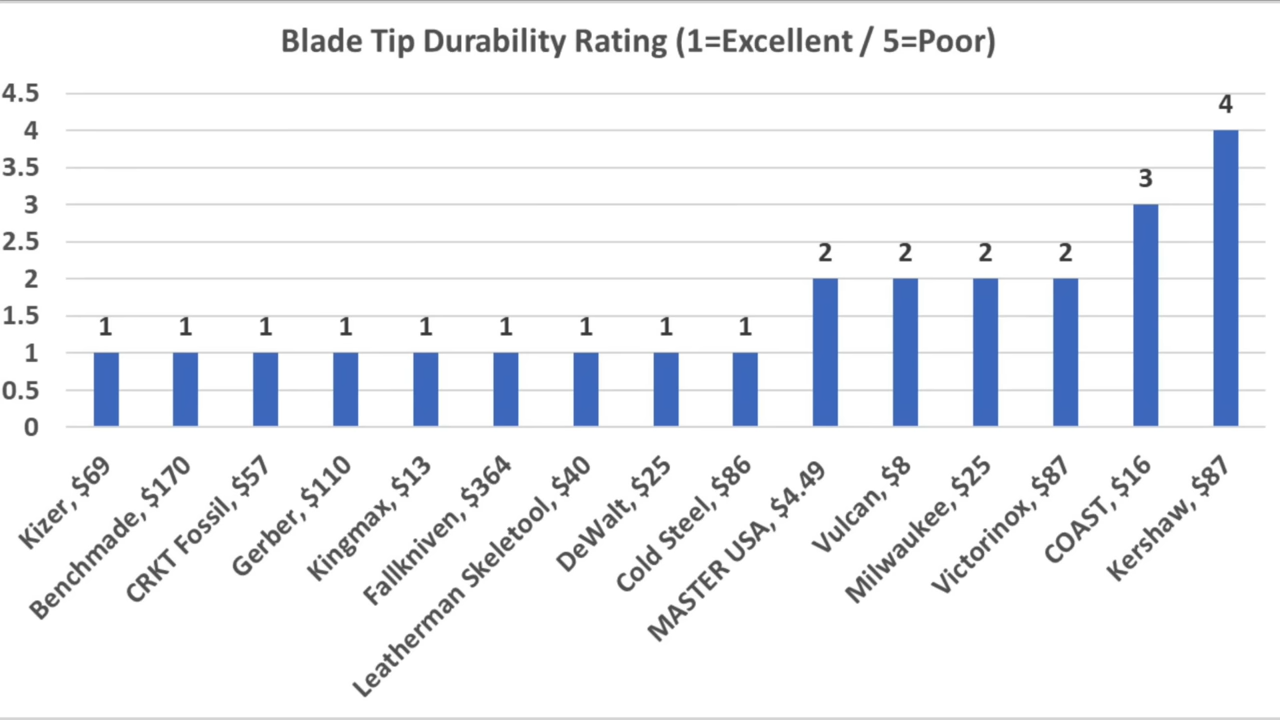 Blade Tip Durability Rating (1=Excellent / 5=Poor)
4.5
4
3.5
3
2.5
2
1.5
1
0.5
0
1
1
1
1
1
1
1
1
1
2
2
2
2
3
4
Kizer, $69
Benchmade, $170
CRKT Fossil, $57
Gerber, $110
Kingmax, $13
Fallkniven, $364
Leatherman Skeletool, $40
DeWalt, $25
Cold Steel, $86
MASTER USA, $4.49
Vulcan, $8
Milwaukee, $25
Victorinox, $87
COAST, $16
Kershaw, $87